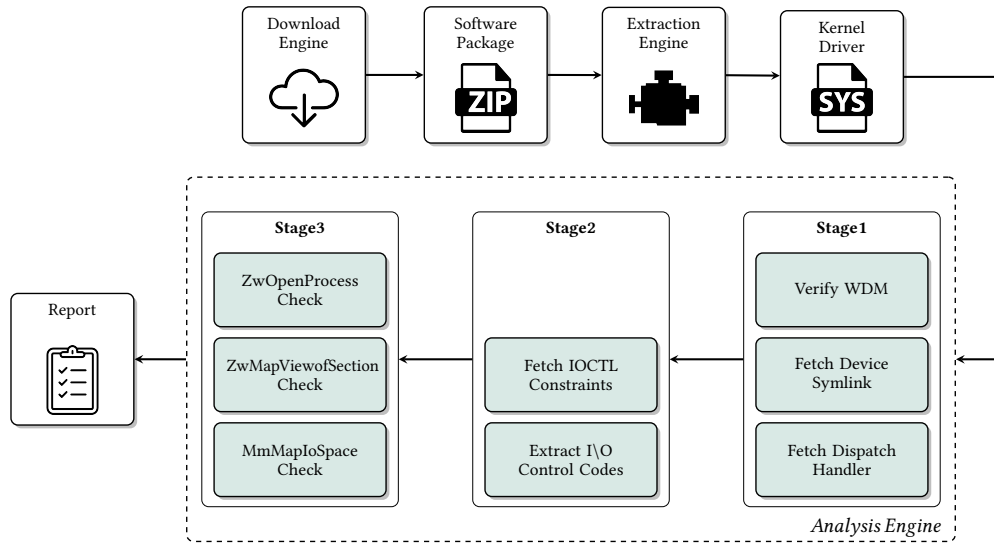 Download
Engine
Software
Package
ZIP
Extraction
Engine
Kernel
Driver
SYS
Stage3
ZwOpenProcess
Check
ZwMapViewofSection
Check
MmMapIoSpace
Check
Stage2
Fetch IOCTL
Constraints
Extract I\O
Control Codes
Stage1
Verify WDM
Fetch Device
Symlink
Fetch Dispatch
Handler
Report
Analysis Engine